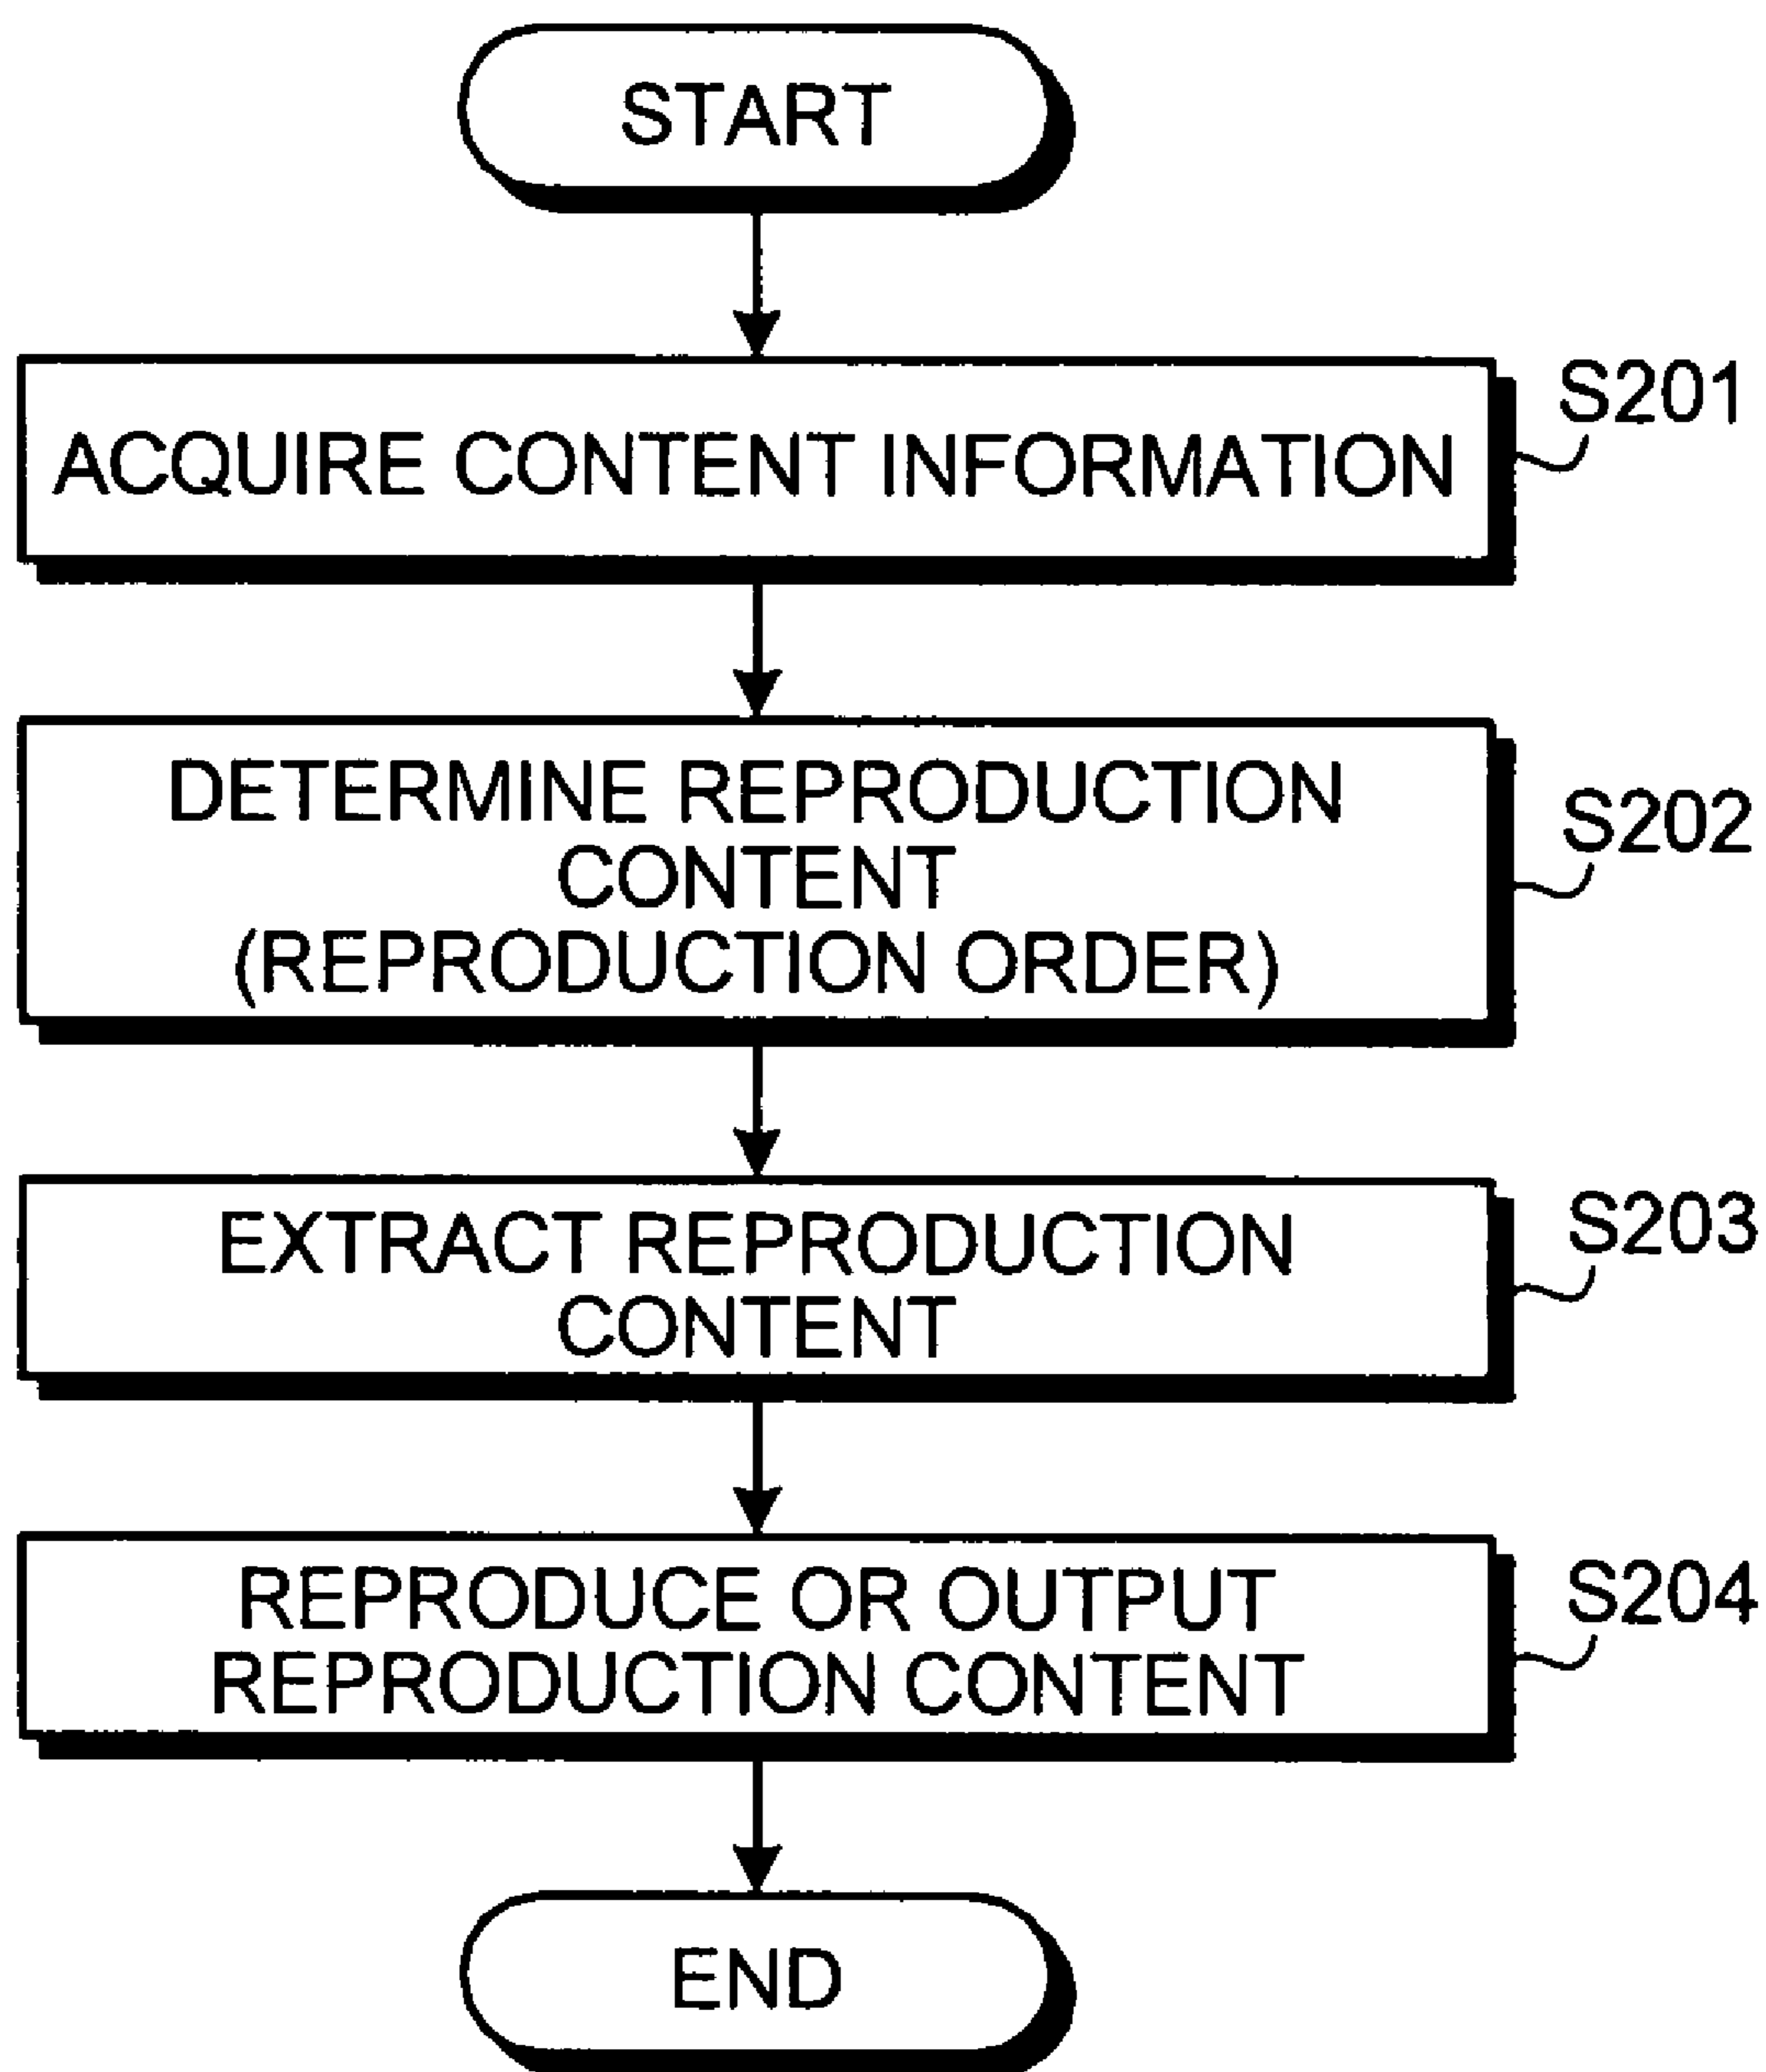 START
S201
ACQUIRE CONTENT INFORMATION
DETERMINE REPRODUCTION
S202
CONTENT
(REPRODUCTION ORDER)
S203
EXTRACT REPRODUCTION
CONTENT
S204
REPRODUCE OR OUTPUT
REPRODUCTION CONTENT
END